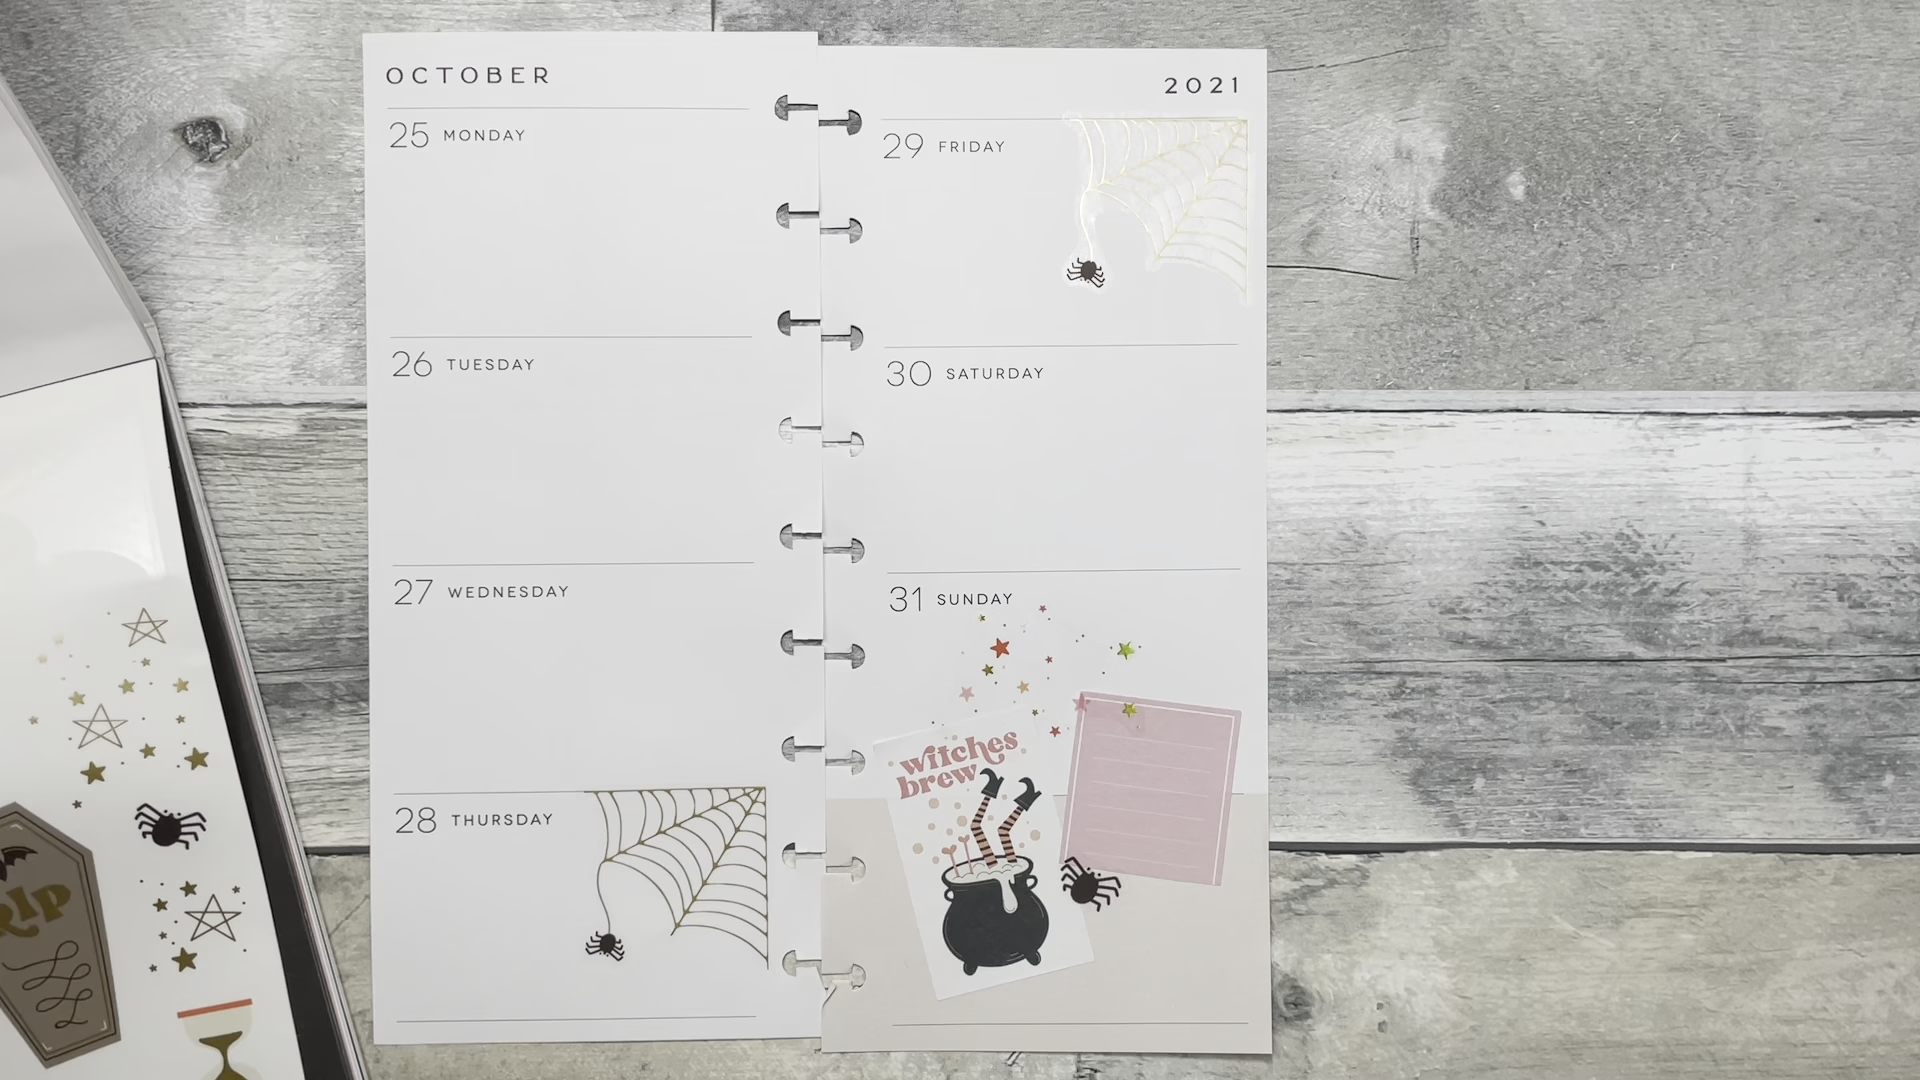 OCTOBER
25 MONDAY
26 TUESDAY
27 WEDNESDAY
28 THURSDAY
2021
29 FRIDAY
30 SATURDAY
31 SUNDAY
witches
brew
RIP